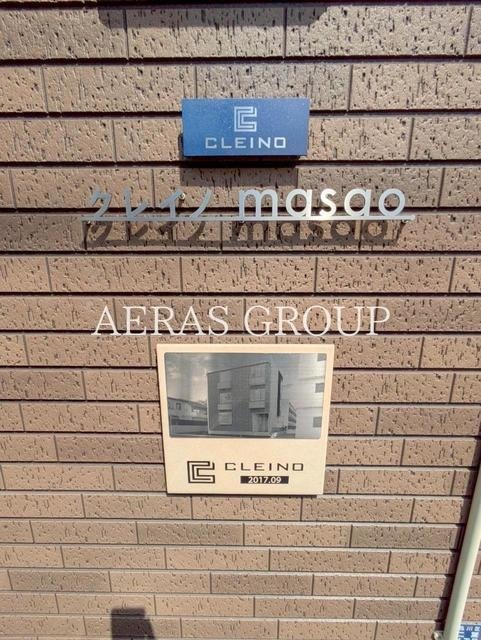 CLEINO
クレイノ masao
AERAS GROUP
CLEINO
2017.09